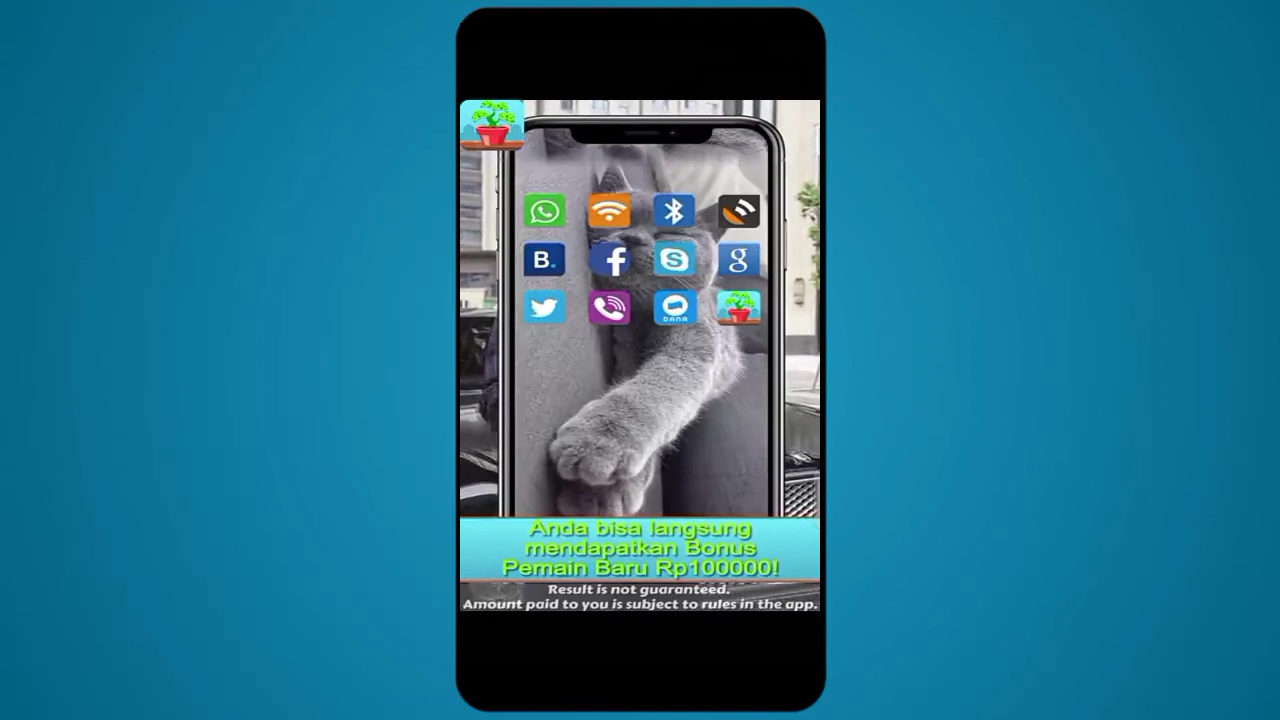 B.
f
S
g
DANA
Anda bisa langsung
mendapatkan Bonus
Pemain Baru Rp100000!
Result is not guaranteed.
Amount paid to you is subject to rules in the app.